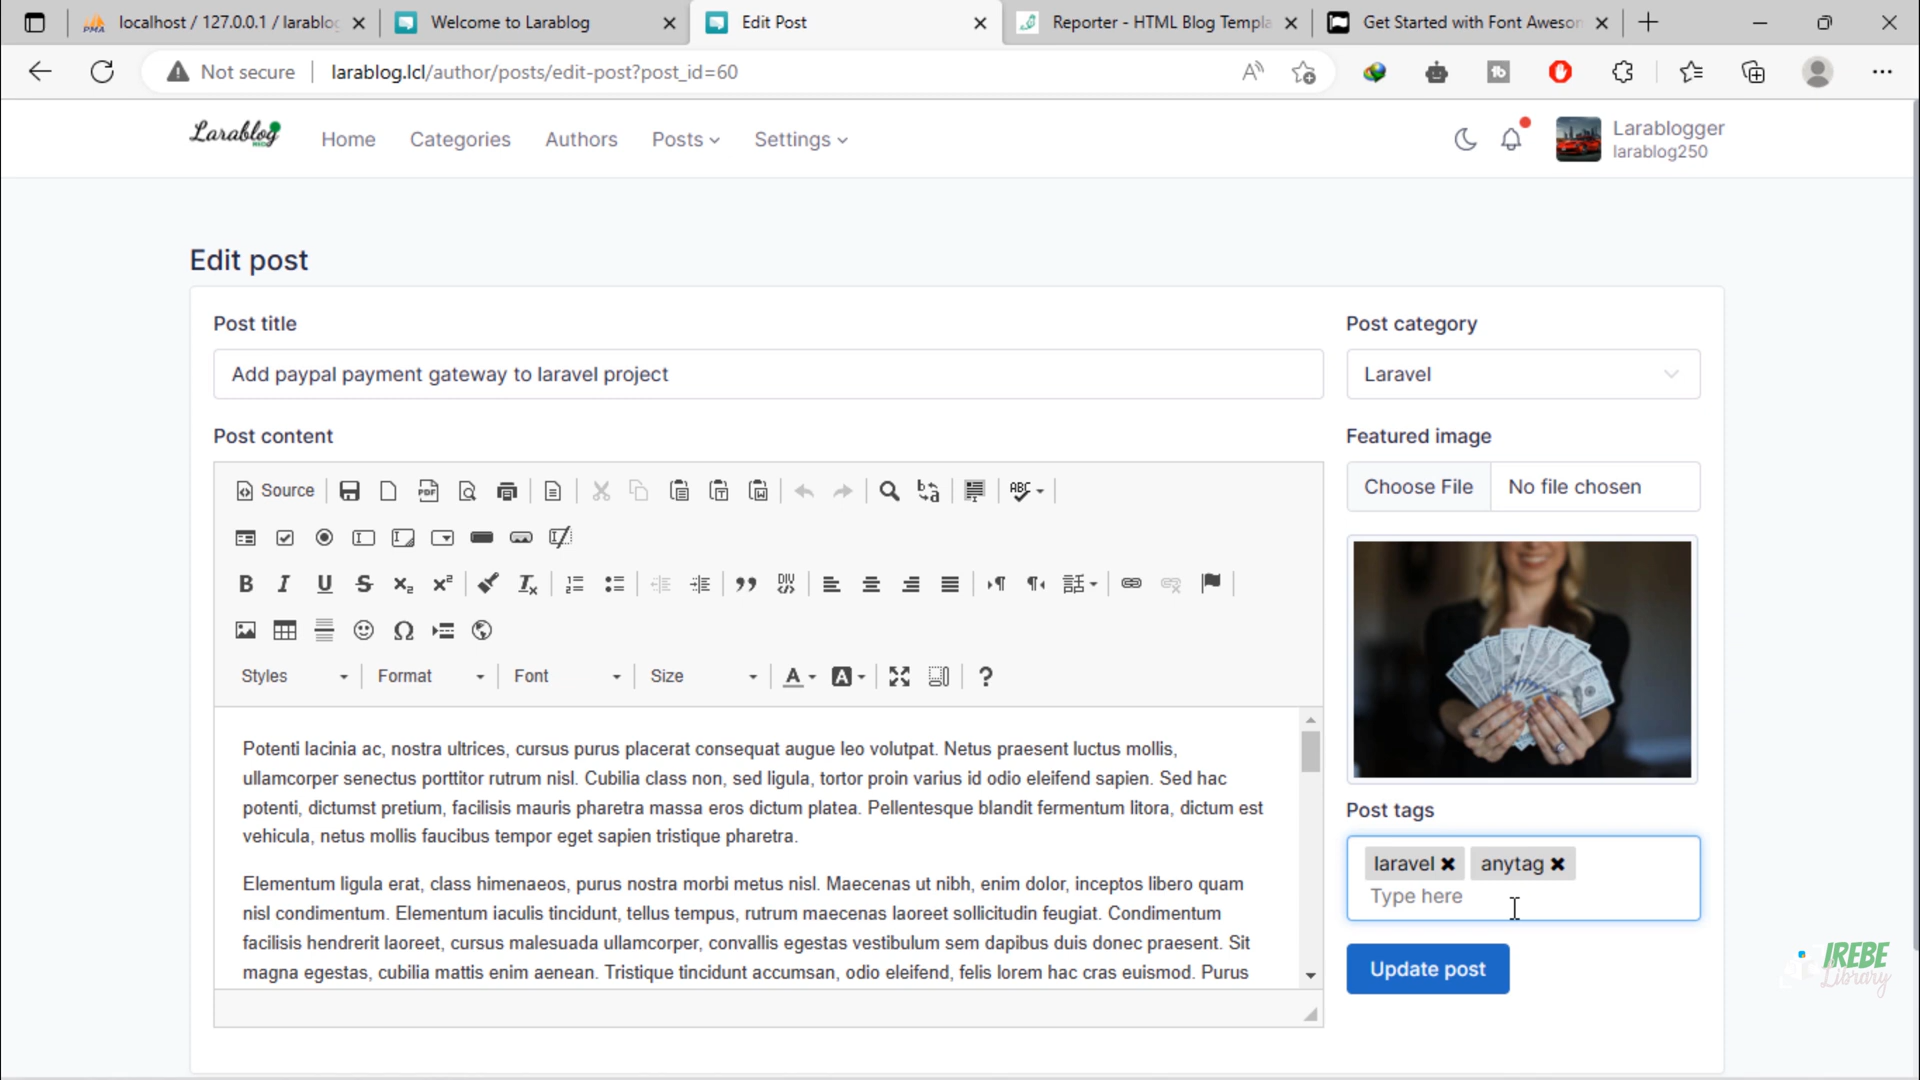 localhost / 127.0.0.1 / larablog
Welcome to Larablog
Edit Post
Reporter - HTML Blog Templa
Get Started with Font Aweson
Not secure
larablog.lcl/author/posts/edit-post?post_id=60
Larablog
Home
Categories
Authors
Posts
Settings
Larablogger
larablog250
Edit post
Post title
Post category
Add paypal payment gateway to laravel project
Laravel
Post content
Featured image
Source
Choose File
No file chosen
Styles
Format
Font
Size
Potenti lacinia ac, nostra ultrices, cursus purus placerat consequat augue leo volutpat. Netus praesent luctus mollis,
ullamcorper senectus porttitor rutrum nisl. Cubilia class non, sed ligula, tortor proin varius id odio eleifend sapien. Sed hac
potenti, dictumst pretium, facilisis mauris pharetra massa eros dictum platea. Pellentesque blandit fermentum litora, dictum est
vehicula, netus mollis faucibus tempor eget sapien tristique pharetra.
Elementum ligula erat, class himenaeos, purus nostra morbi metus nisl. Maecenas ut nibh, enim dolor, inceptos libero quam
nisl condimentum. Elementum iaculis tincidunt, tellus tempus, rutrum maecenas laoreet sollicitudin feugiat. Condimentum
facilisis hendrerit laoreet, cursus malesuada ullamcorper, convallis egestas vestibulum sem dapibus duis donec praesent. Sit
magna egestas, cubilia mattis enim aenean. Tristique tincidunt accumsan, odio eleifend, felis lorem hac cras euismod. Purus
Post tags
laravel
anytag
Type here
Update post
IREBE
Library